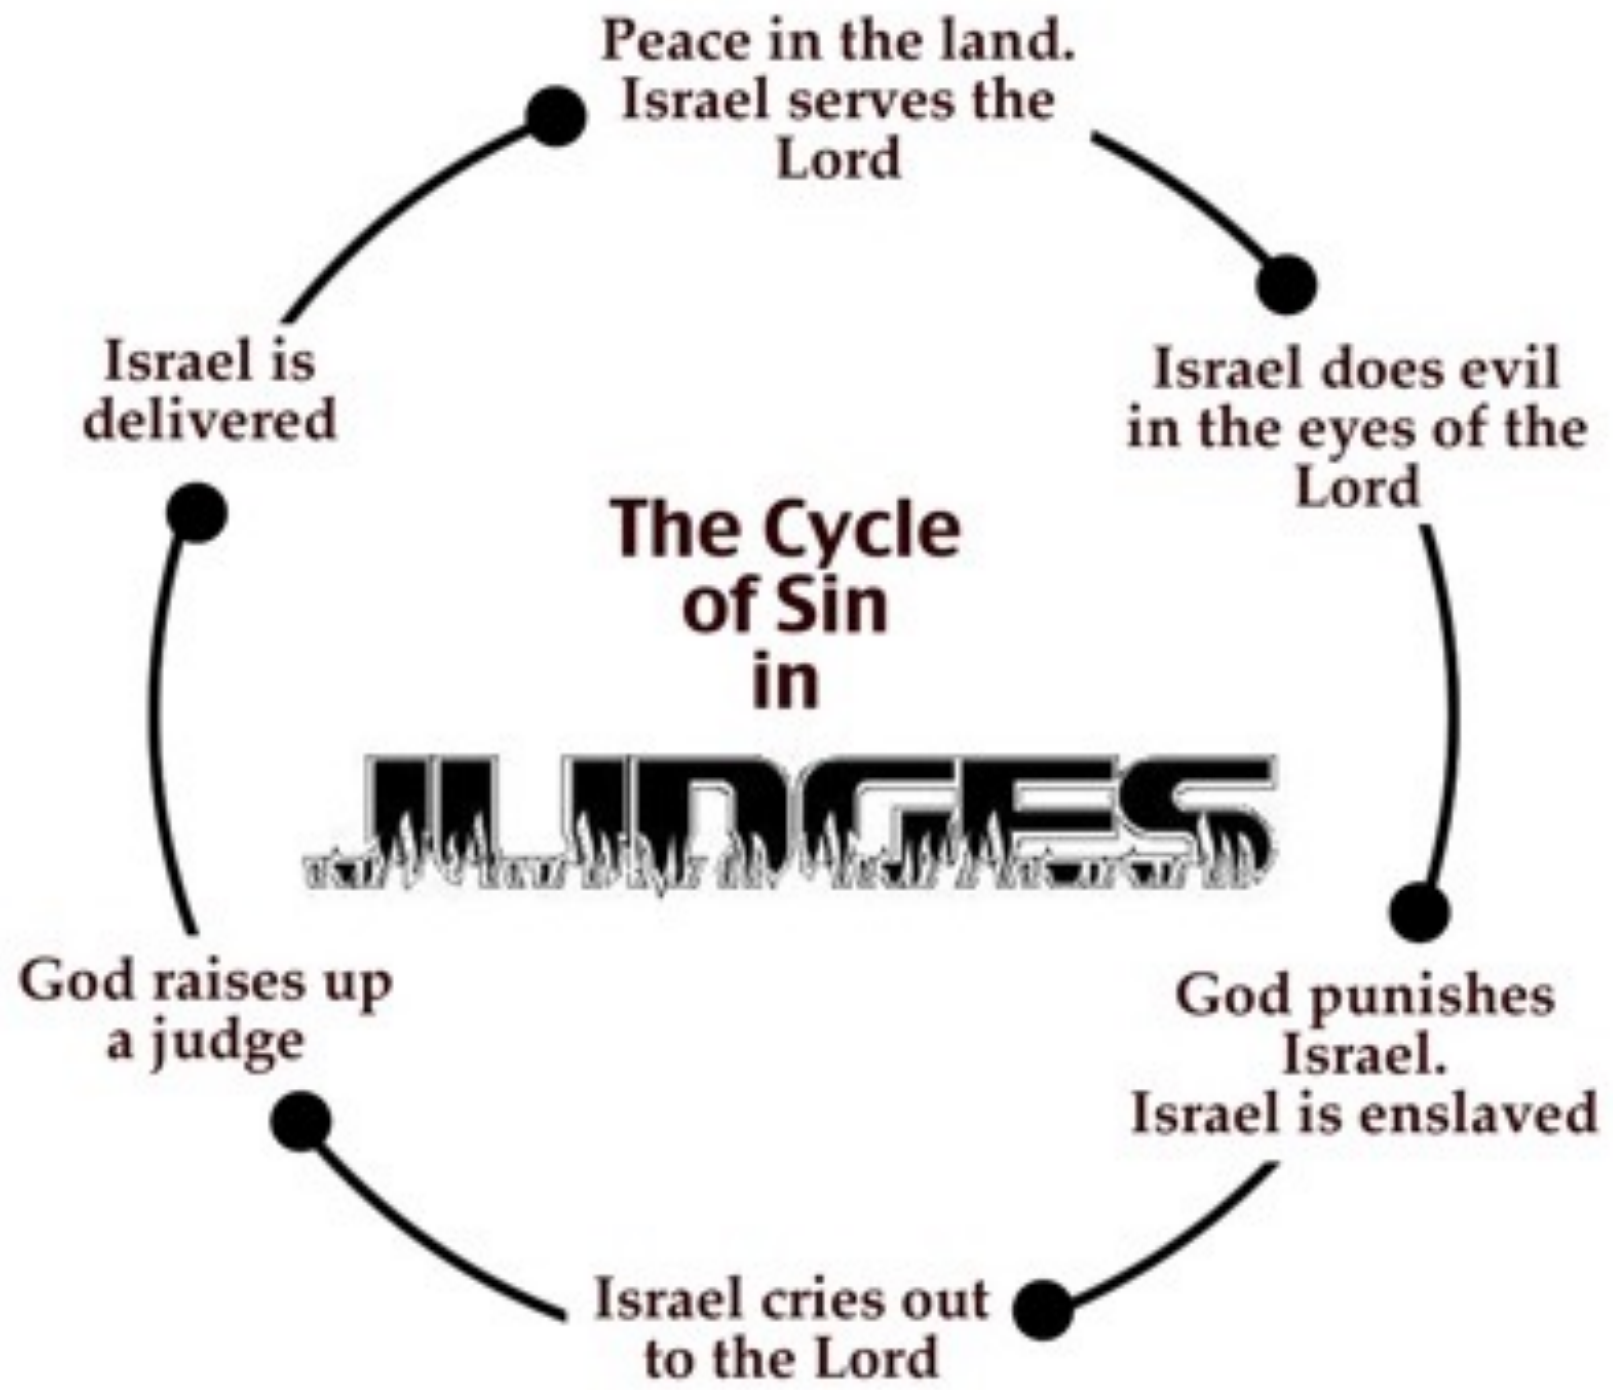 Peace in the land.
Israel serves the
Lord
Israel does evil
in the eyes of the
Lord
God punishes
Israel.
Israel is enslaved
Israel cries out
to the Lord
God raises up
a judge
Israel is
delivered
The Cycle
of Sin
in
JUDGES